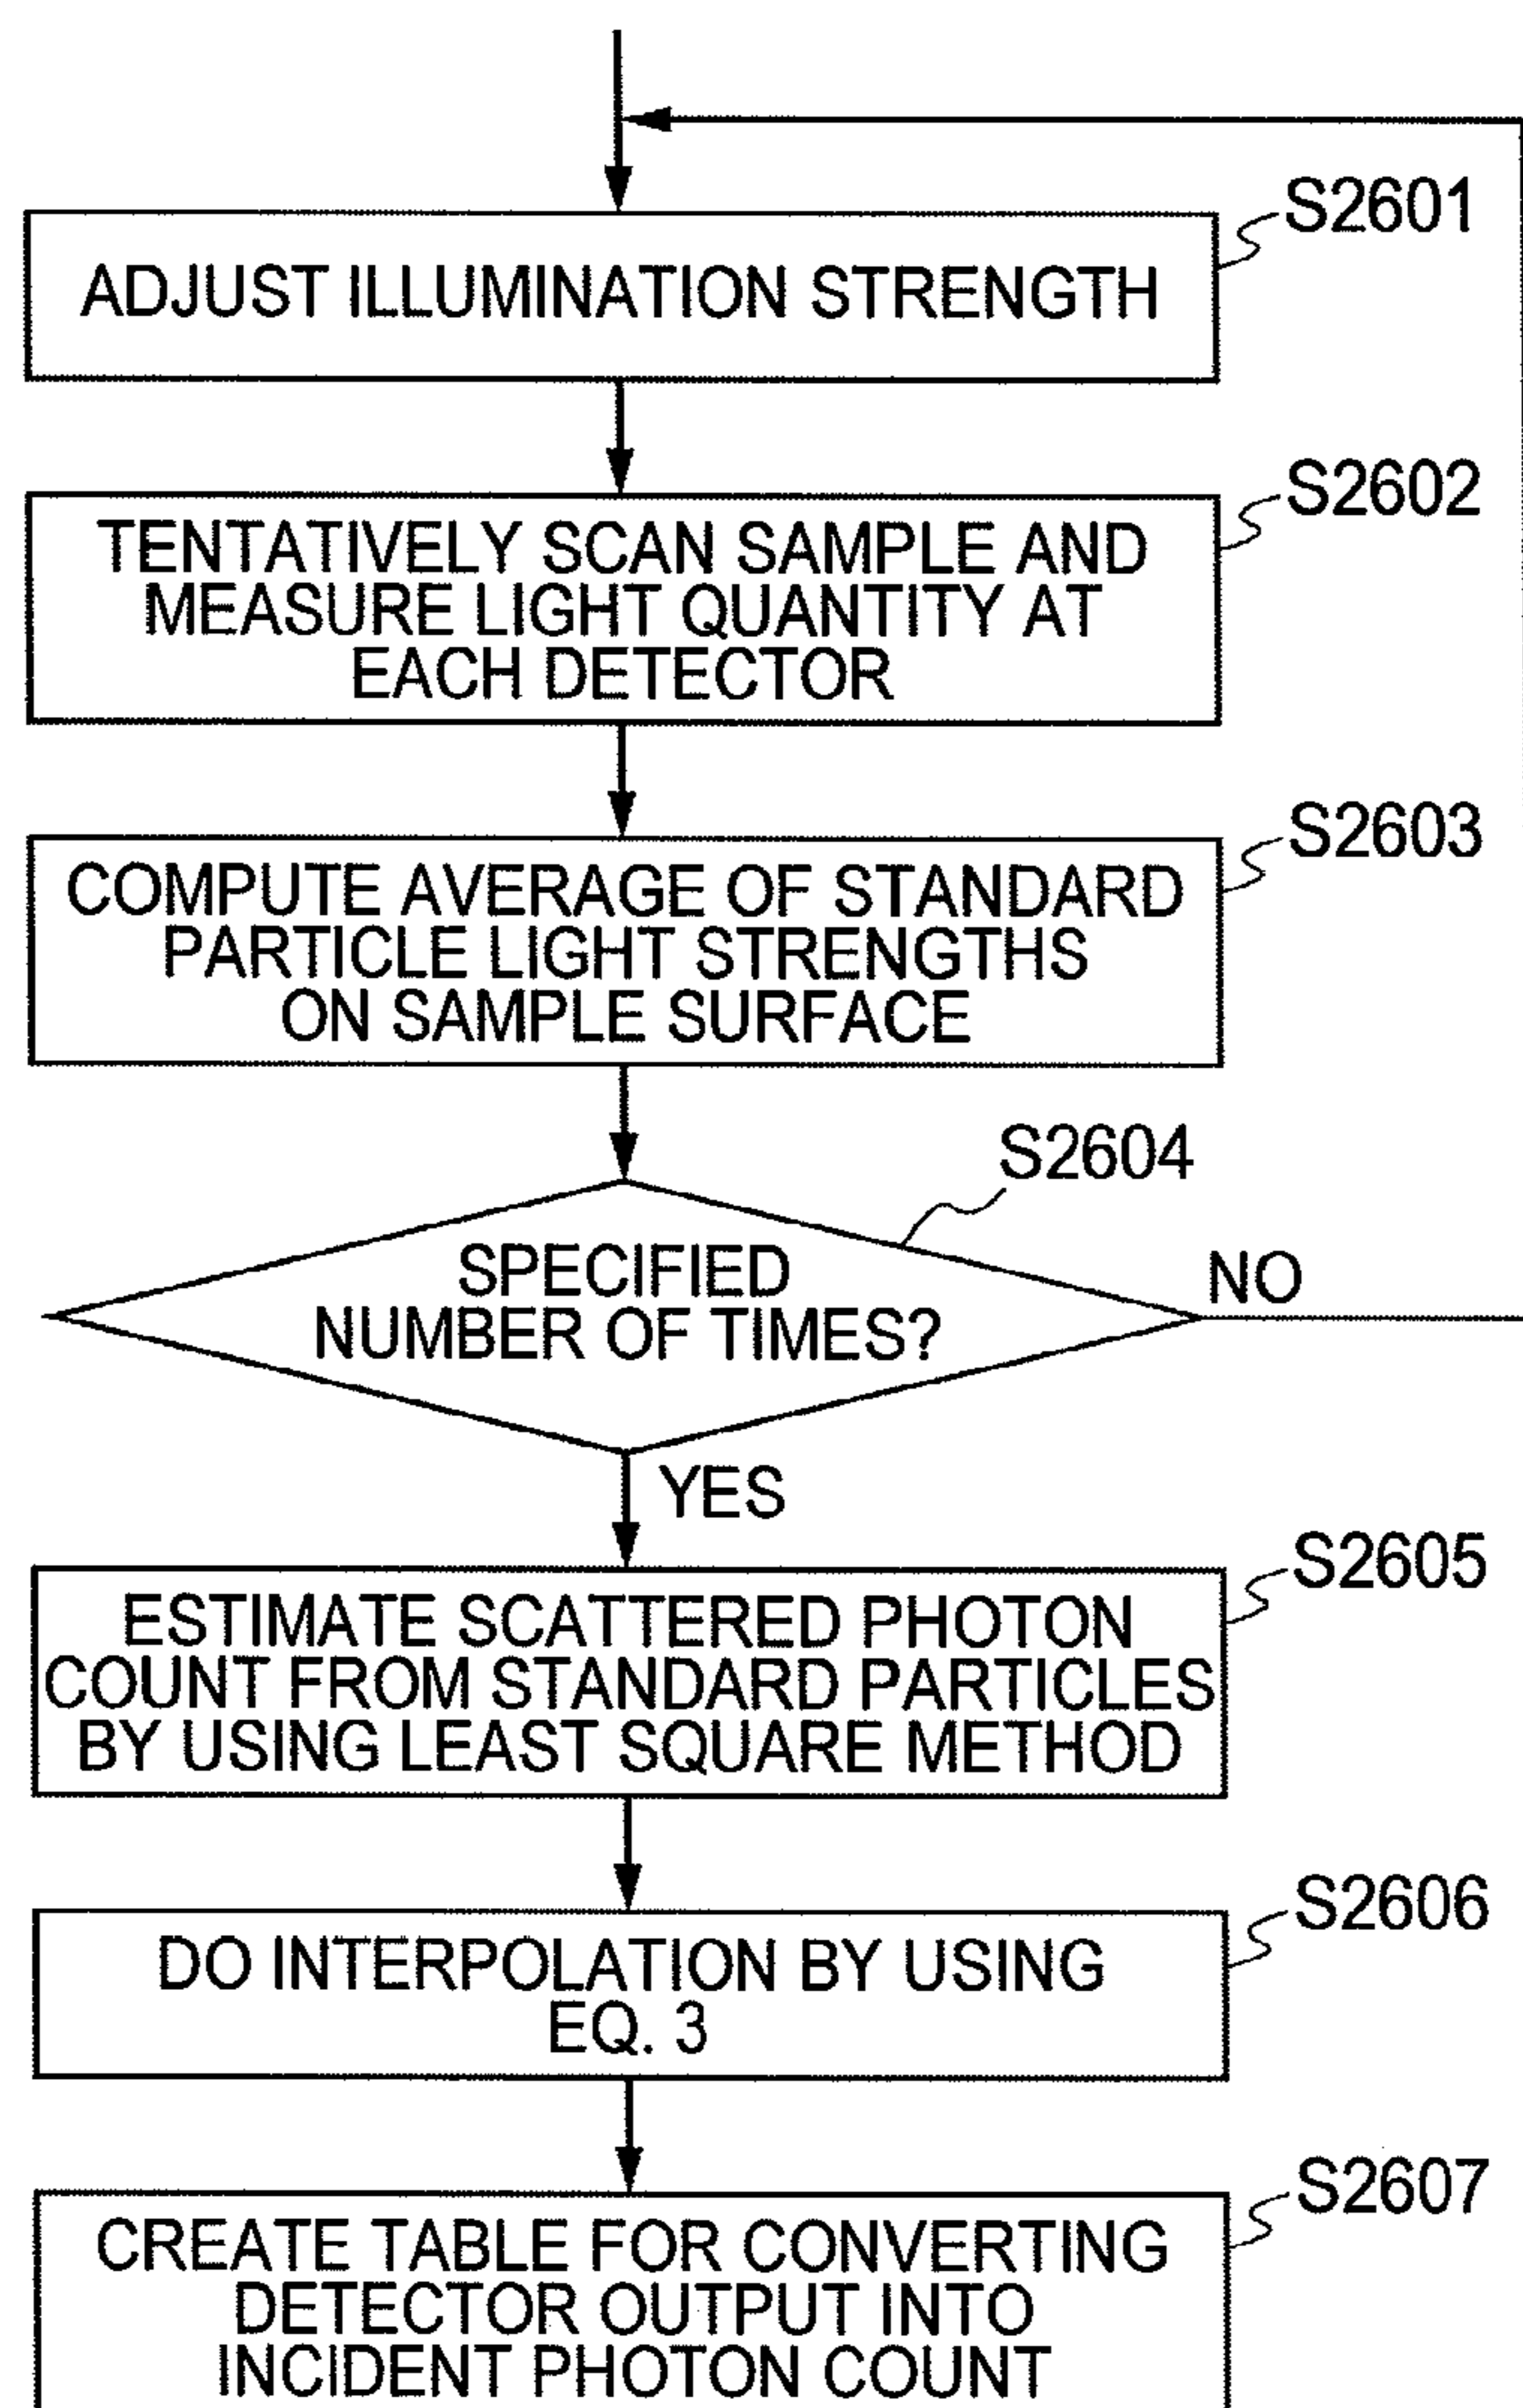 S2601
ADJUST ILLUMINATION STRENGTH
S2602
TENTATIVELY SCAN SAMPLE AND
MEASURE LIGHT QUANTITY AT
EACH DETECTOR
S2603
COMPUTE AVERAGE OF STANDARD
PARTICLE LIGHT STRENGTHS
ON SAMPLE SURFACE
S2604
SPECIFIED
NUMBER OF TIMES?
NO
YES
S2605
ESTIMATE SCATTERED PHOTON
COUNT FROM STANDARD PARTICLES
BY USING LEAST SQUARE METHOD
S2606
DO INTERPOLATION BY USING
EQ. 3
S2607
CREATE TABLE FOR CONVERTING
DETECTOR OUTPUT INTO
INCIDENT PHOTON COUNT